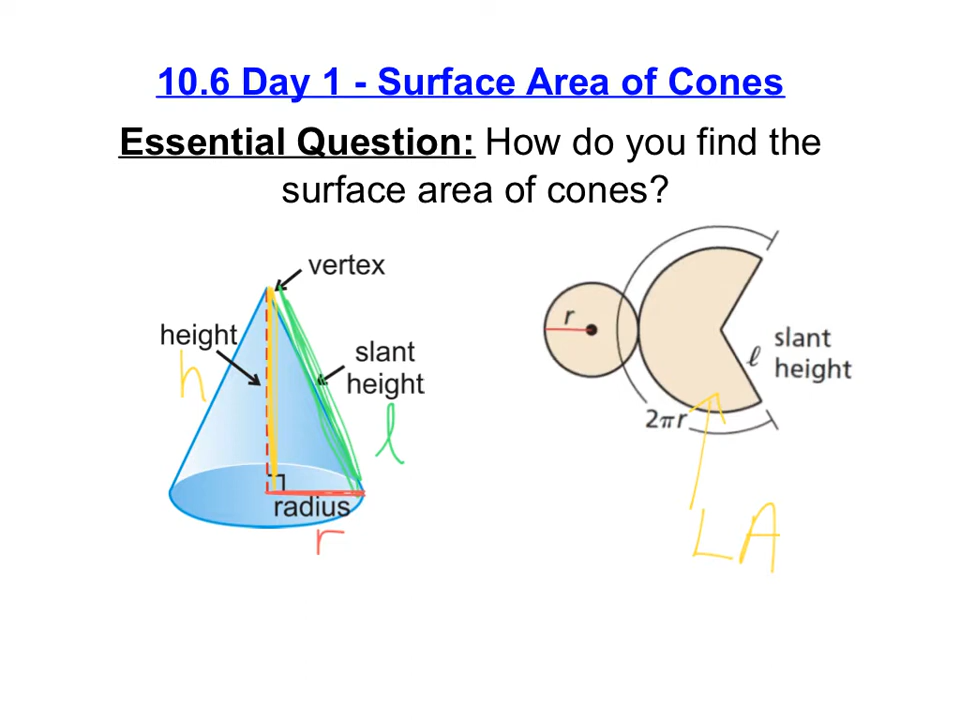 10.6 Day 1 - Surface Area of Cones
Essential Question: How do you find the
surface area of cones?
vertex
height
h
slant
height
l
radius
r
r
slant
ℓ height
2πr
LA